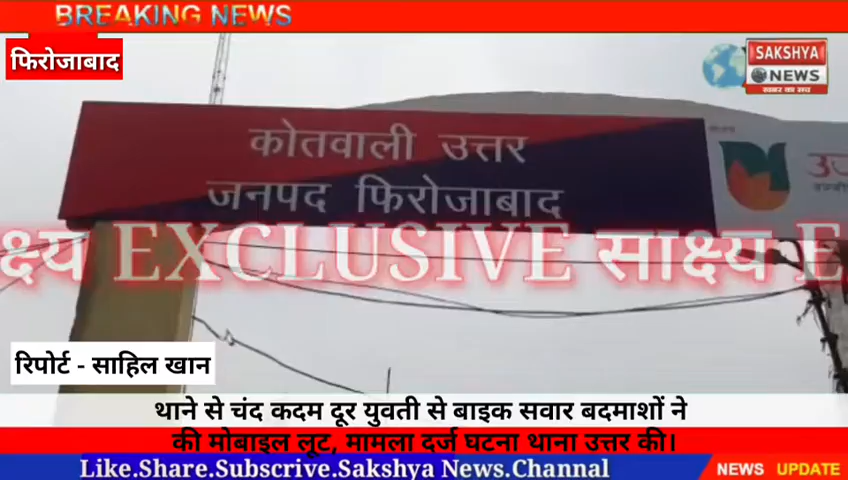 BREAKING NEWS
फिरोजाबाद
SAKSHYA
NEWS
खबर का सच
कोतवाली उत्तर
जनपद फिरोजाबाद
क्ष्य EXCLUSIVE साक्ष्य E
रिपोर्ट - साहिल खान
थाने से चंद कदम दूर युवती से बाइक सवार बदमाशों ने
की मोबाइल लूट, मामला दर्ज घटना थाना उत्तर की।
Like.Share.Subscrive.Sakshya News.Channal
NEWS UPDATE